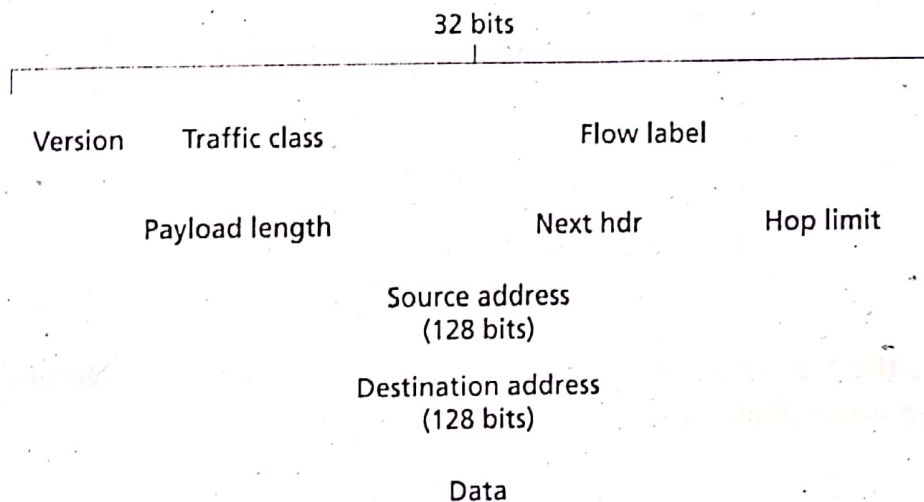 32 bits
Version Traffic class Flow label
Payload length Next hdr Hop limit
Source address
(128 bits)
Destination address
(128 bits)
Data